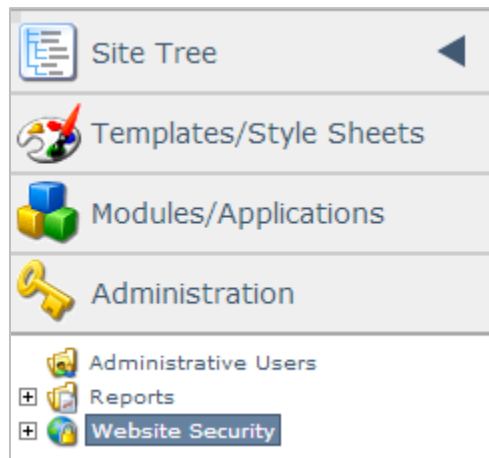 Site Tree
Templates/Style Sheets
Modules/Applications
Administration
Administrative Users
Reports
Website Security